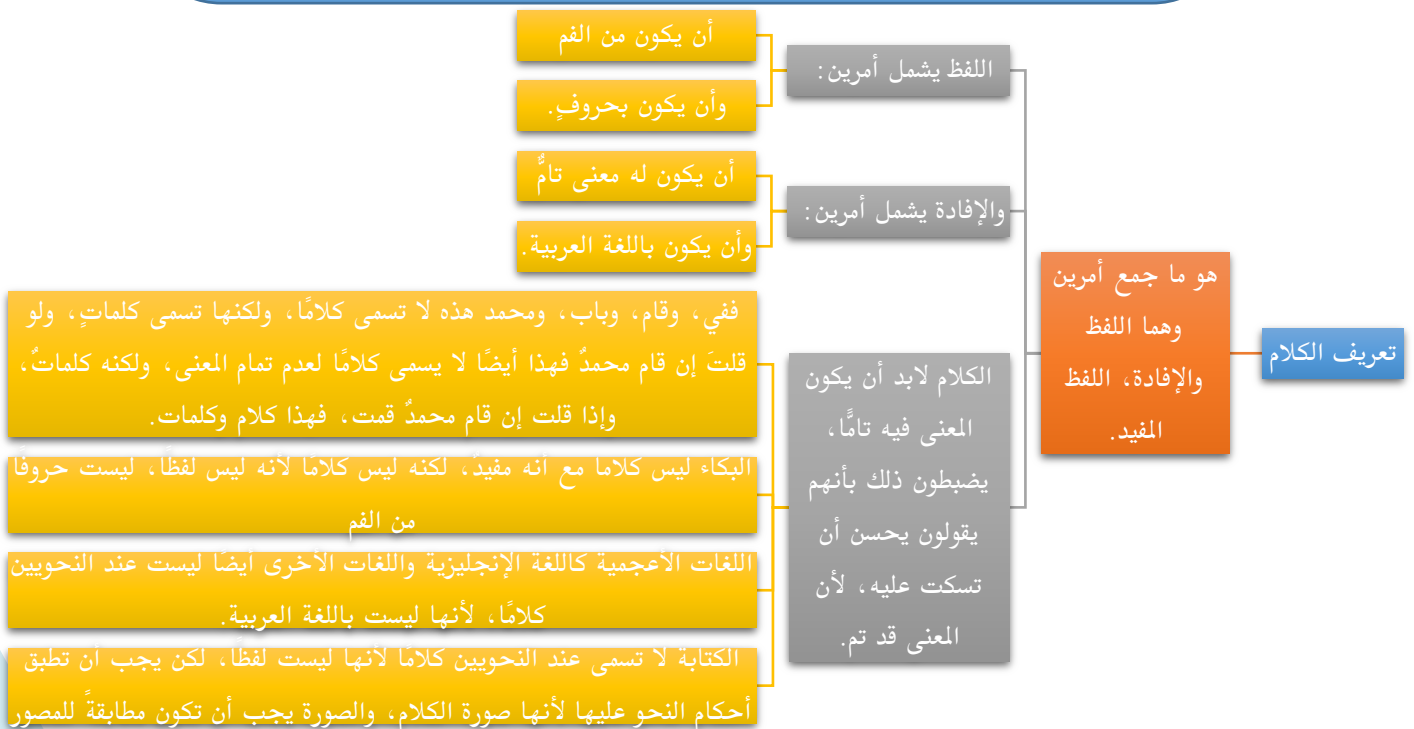 تعريف الكلام
هو ما جمع أمرين
وهما اللفظ
والإفادة، اللفظ
المفيد.
اللفظ يشمل أمرين:
أن يكون من الفم
وأن يكون بحروفٍ.
والإفادة يشمل أمرين:
أن يكون له معنى تامٌّ
وأن يكون باللغة العربية.
الكلام لابد أن يكون
المعنى فيه تامًّا،
يضبطون ذلك بأنهم
يقولون يحسن أن
تسكت عليه، لأن
المعنى قد تم.
ففي، وقام، وباب، ومحمد هذه لا تسمى كلامًا، ولكنها تسمى كلماتٍ، ولو
قلتَ إن قام محمدٌ فهذا أيضًا لا يسمى كلامًا لعدم تمام المعنى، ولكنه كلماتٌ،
وإذا قلت إن قام محمدٌ قمت، فهذا كلام وكلمات.
البكاء ليس كلاما مع أنه مفيدٌ، لكنه ليس كلامًا لأنه ليس لفظًا، ليست حروفًا
من الفم
اللغات الأعجمية كاللغة الإنجليزية واللغات الأخرى أيضًا ليست عند النحويين
كلامًا، لأنها ليست باللغة العربية.
الكتابة لا تسمى عند النحويين كلامًا لأنها ليست لفظًا، لكن يجب أن تطبق
أحكام النحو عليها لأنها صورة الكلام، والصورة يجب أن تكون مطابقةً للمصور